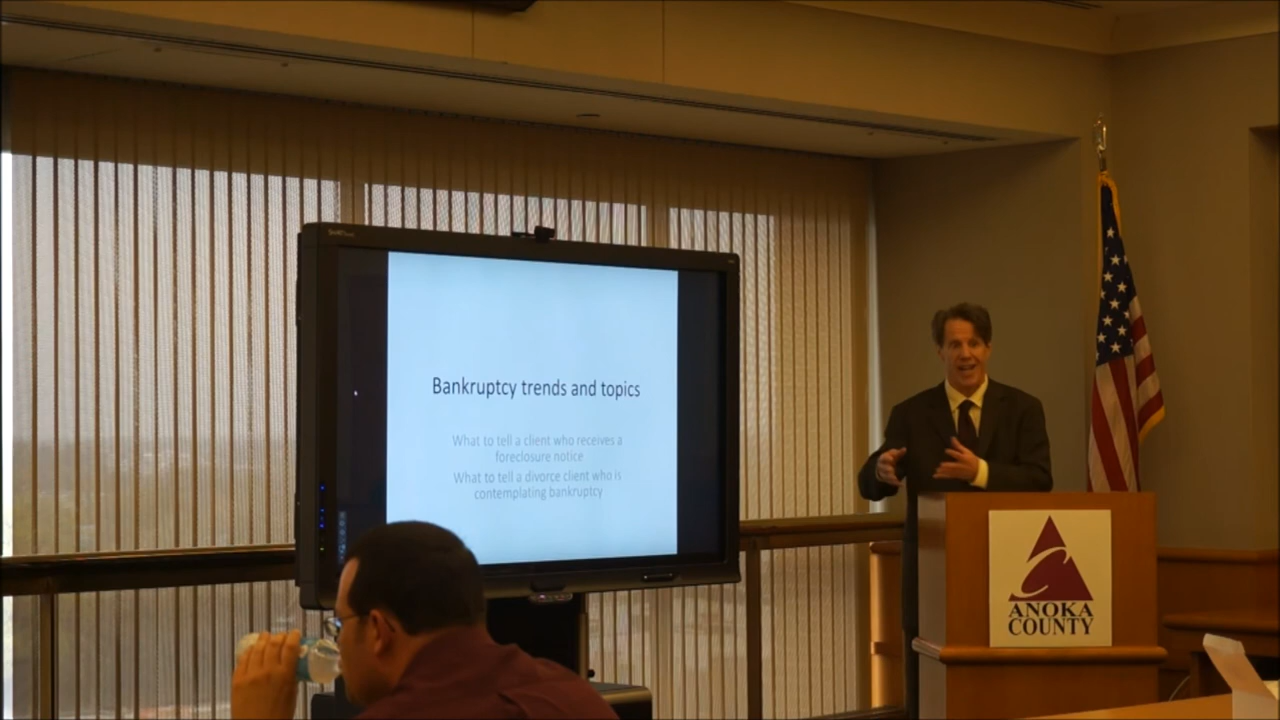 Bankruptcy trends and topics
What to tell a client who receives a
foreclosure notice
What to tell a divorce client who is
contemplating bankruptcy
ANOKA
COUNTY